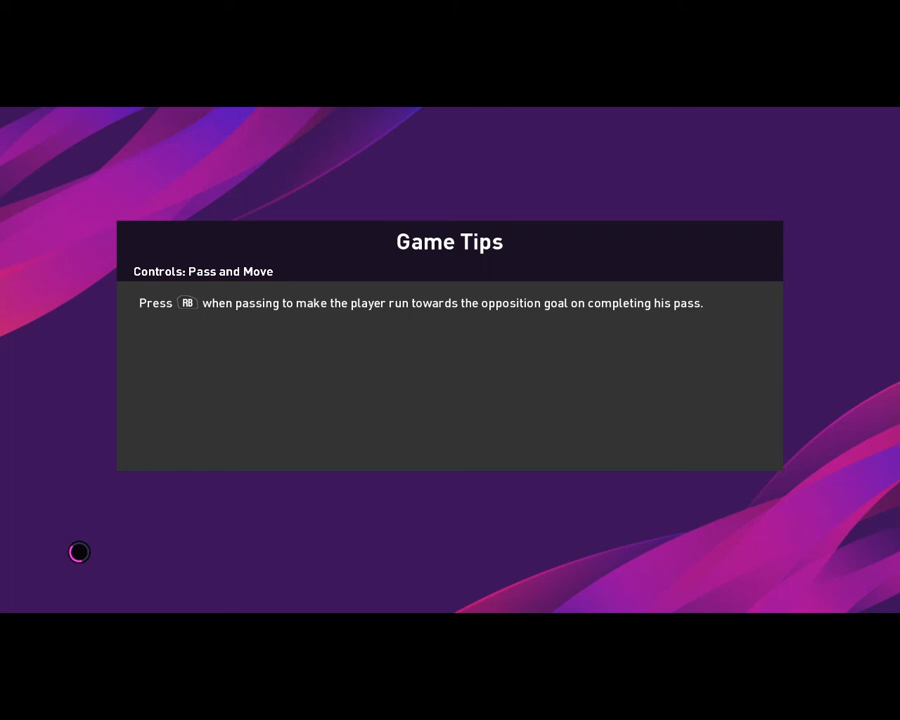 Game Tips
Controls: Pass and Move
Press RB when passing to make the player run towards the opposition goal on completing his pass.